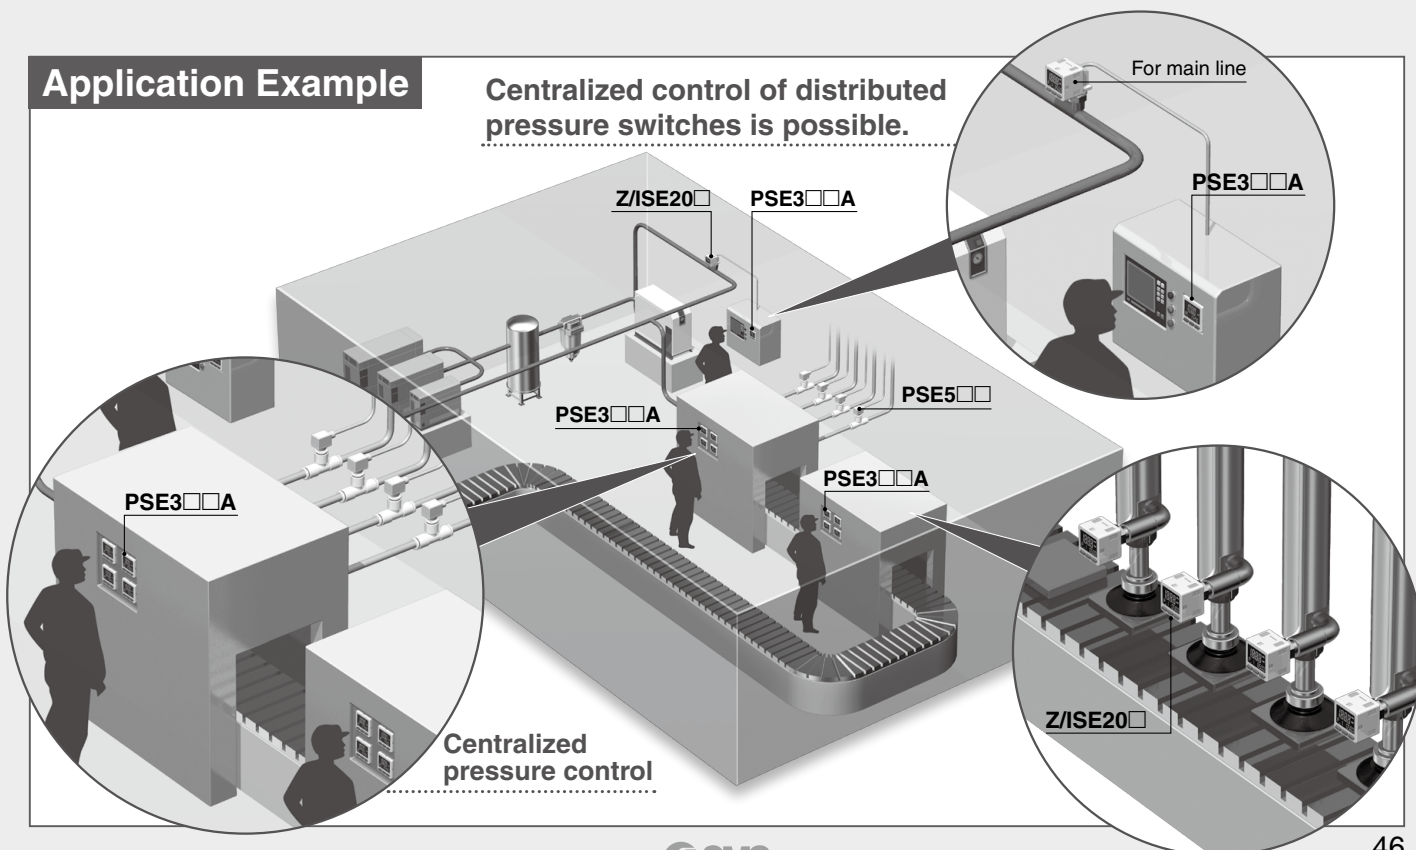 Application Example
Centralized control of distributed
pressure switches is possible.
For main line
PSE3□□A
Z/ISE20□
PSE3□□A
PSE5□□
PSE3□□A
PSE3□□A
PSE3□□A
Z/ISE20□
Centralized
pressure control
46